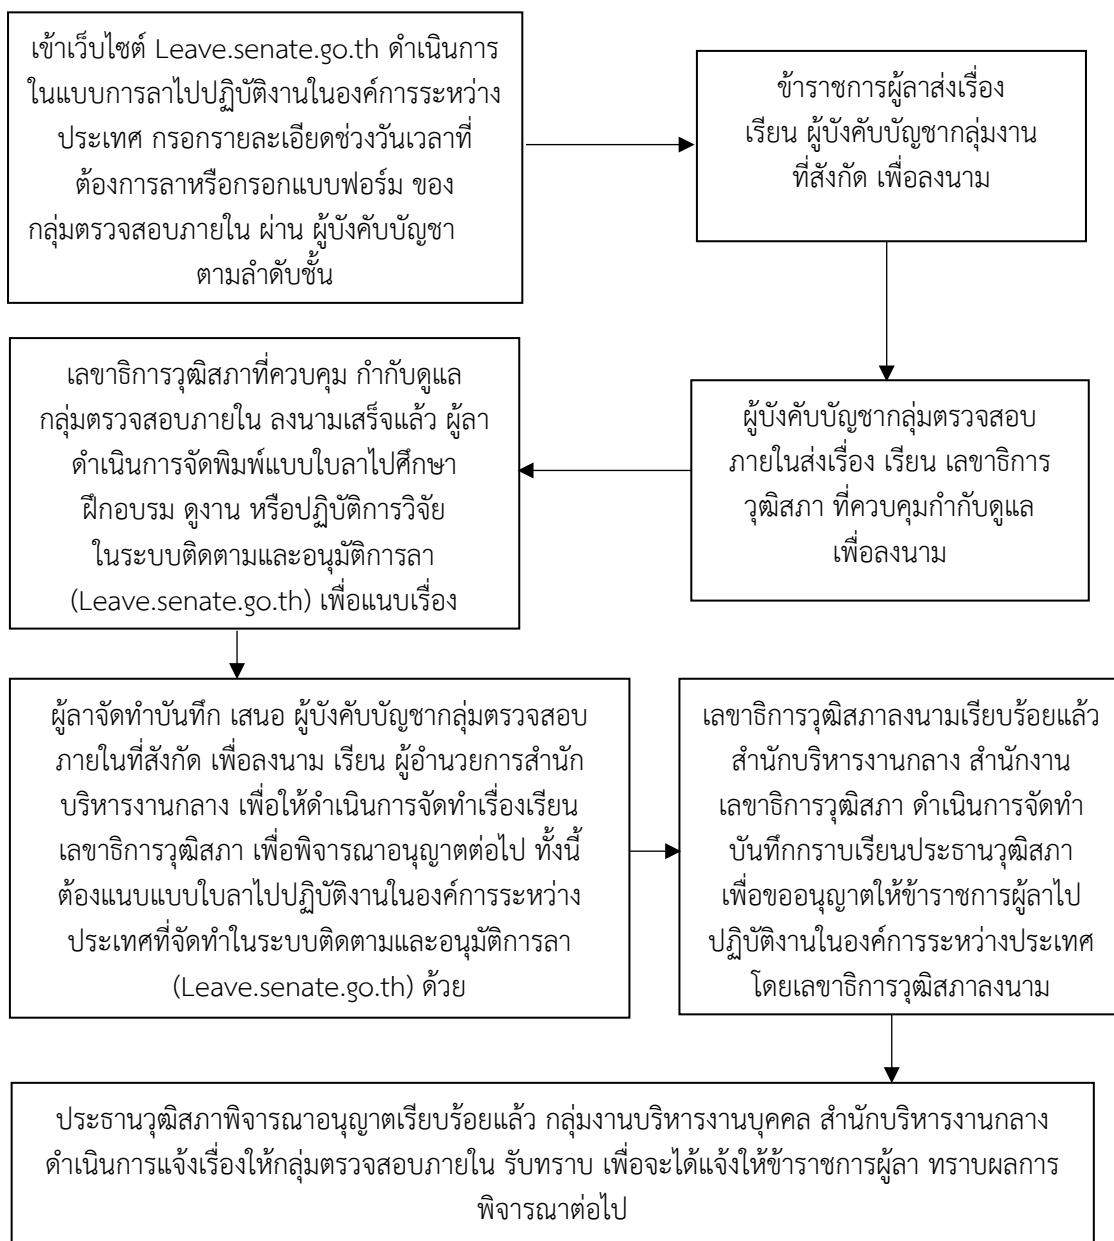 เข้าเว็บไซต์ Leave.senate.go.th ดำเนินการ
ในแบบการลาไปปฏิบัติงานในองค์การระหว่าง
ประเทศ กรอกรายละเอียดช่วงวันเวลาที่
ต้องการลาหรือกรอกแบบฟอร์ม ของ
กลุ่มตรวจสอบภายใน ผ่าน ผู้บังคับบัญชา
ตามลำดับชั้น
ข้าราชการผู้ลาส่งเรื่อง
เรียน ผู้บังคับบัญชากลุ่มงาน
ที่สังกัด เพื่อลงนาม
ผู้บังคับบัญชากลุ่มตรวจสอบ
ภายในส่งเรื่อง เรียน เลขาธิการ
วุฒิสภา ที่ควบคุมกำกับดูแล
เพื่อลงนาม
เลขาธิการวุฒิสภาที่ควบคุม กำกับดูแล
กลุ่มตรวจสอบภายใน ลงนามเสร็จแล้ว ผู้ลา
ดำเนินการจัดพิมพ์แบบใบลาไปศึกษา
ฝึกอบรม ดูงาน หรือปฏิบัติการวิจัย
ในระบบติดตามและอนุมัติการลา
(Leave.senate.go.th) เพื่อแนบเรื่อง
ผู้ลาจัดทำบันทึก เสนอ ผู้บังคับบัญชากลุ่มตรวจสอบ
ภายในที่สังกัด เพื่อลงนาม เรียน ผู้อำนวยการสำนัก
บริหารงานกลาง เพื่อให้ดำเนินการจัดทำเรื่องเรียน
เลขาธิการวุฒิสภา เพื่อพิจารณาอนุญาตต่อไป ทั้งนี้
ต้องแนบแบบใบลาไปปฏิบัติงานในองค์การระหว่าง
ประเทศที่จัดทำในระบบติดตามและอนุมัติการลา
(Leave.senate.go.th) ด้วย
เลขาธิการวุฒิสภาลงนามเรียบร้อยแล้ว
สำนักบริหารงานกลาง สำนักงาน
เลขาธิการวุฒิสภา ดำเนินการจัดทำ
บันทึกกราบเรียนประธานวุฒิสภา
เพื่อขออนุญาตให้ข้าราชการผู้ลาไป
ปฏิบัติงานในองค์การระหว่างประเทศ
โดยเลขาธิการวุฒิสภาลงนาม
ประธานวุฒิสภาพิจารณาอนุญาตเรียบร้อยแล้ว กลุ่มงานบริหารงานบุคคล สำนักบริหารงานกลาง
ดำเนินการแจ้งเรื่องให้กลุ่มตรวจสอบภายใน รับทราบ เพื่อจะได้แจ้งให้ข้าราชการผู้ลา ทราบผลการ
พิจารณาต่อไป